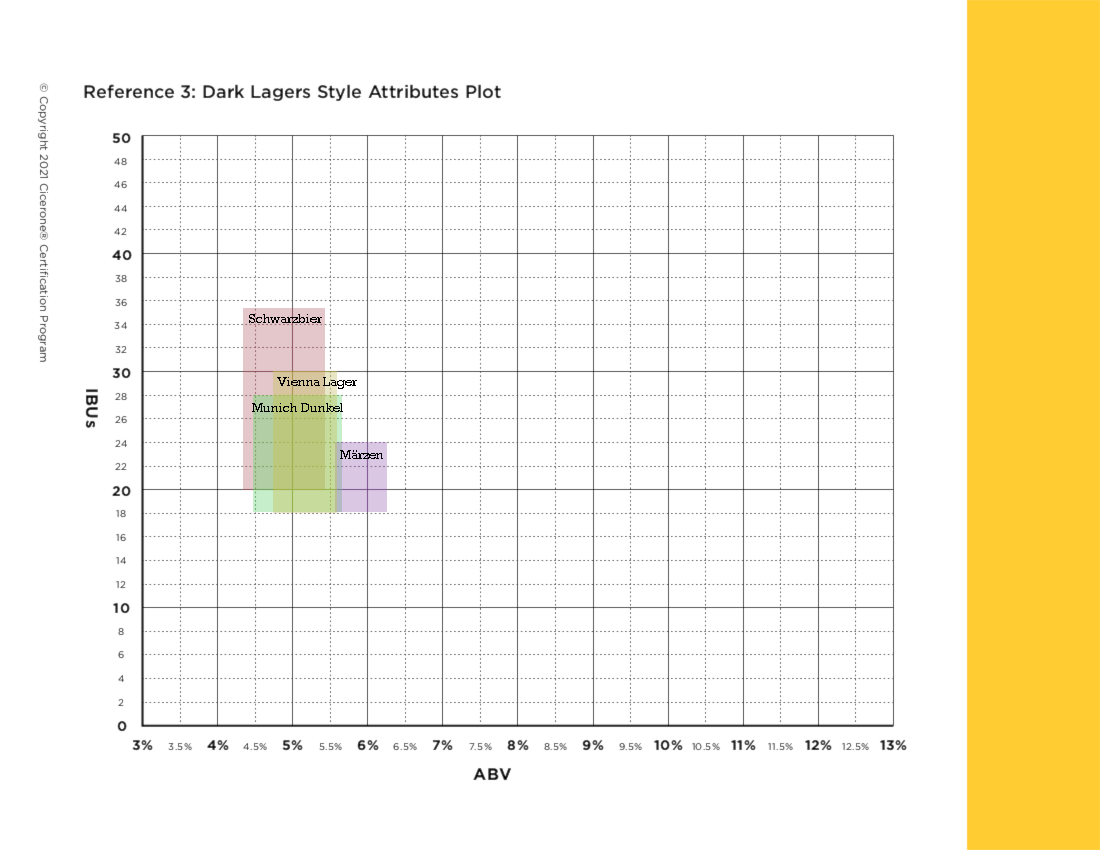 Reference 3: Dark Lagers Style Attributes Plot
© Copyright 2021 Cicerone® Certification Program
IBUs
50
48
46
44
42
40
38
36
34
32
30
28
26
24
22
20
18
16
14
12
10
8
6
4
2
0
Schwarzbier
Vienna Lager
Munich Dunkel
Märzen
3% 3.5% 4% 4.5% 5% 5.5% 6% 6.5% 7% 7.5% 8% 8.5% 9% 9.5% 10% 10.5% 11% 11.5% 12% 12.5% 13%
ABV